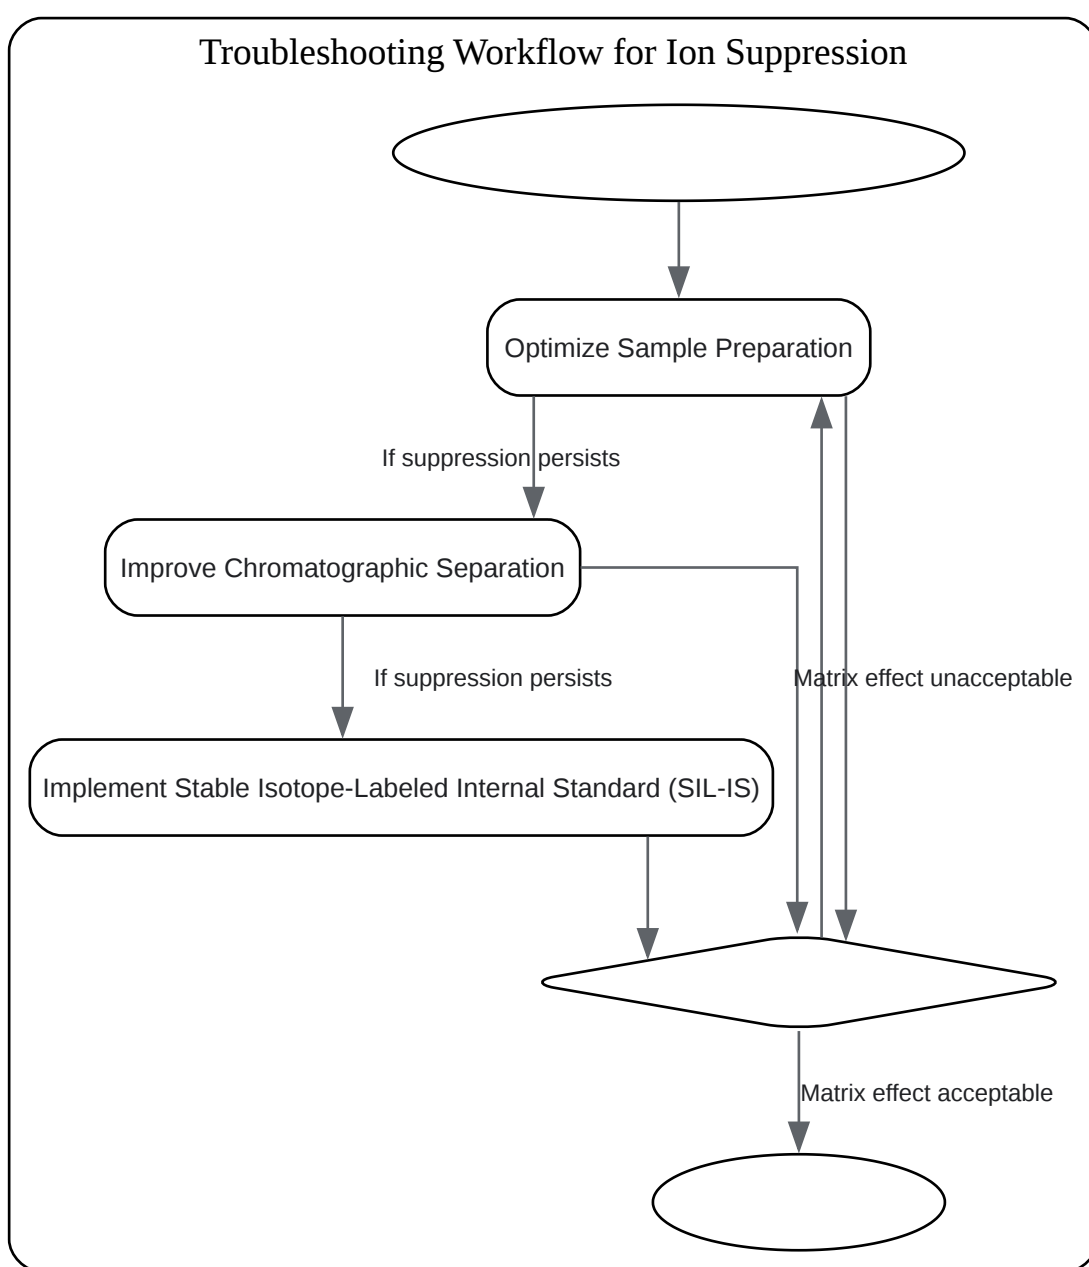 Troubleshooting Workflow for Ion Suppression
Optimize Sample Preparation
If suppression persists
Improve Chromatographic Separation
If suppression persists
Matrix effect unacceptable
Implement Stable Isotope-Labeled Internal Standard (SIL-IS)
Matrix effect acceptable